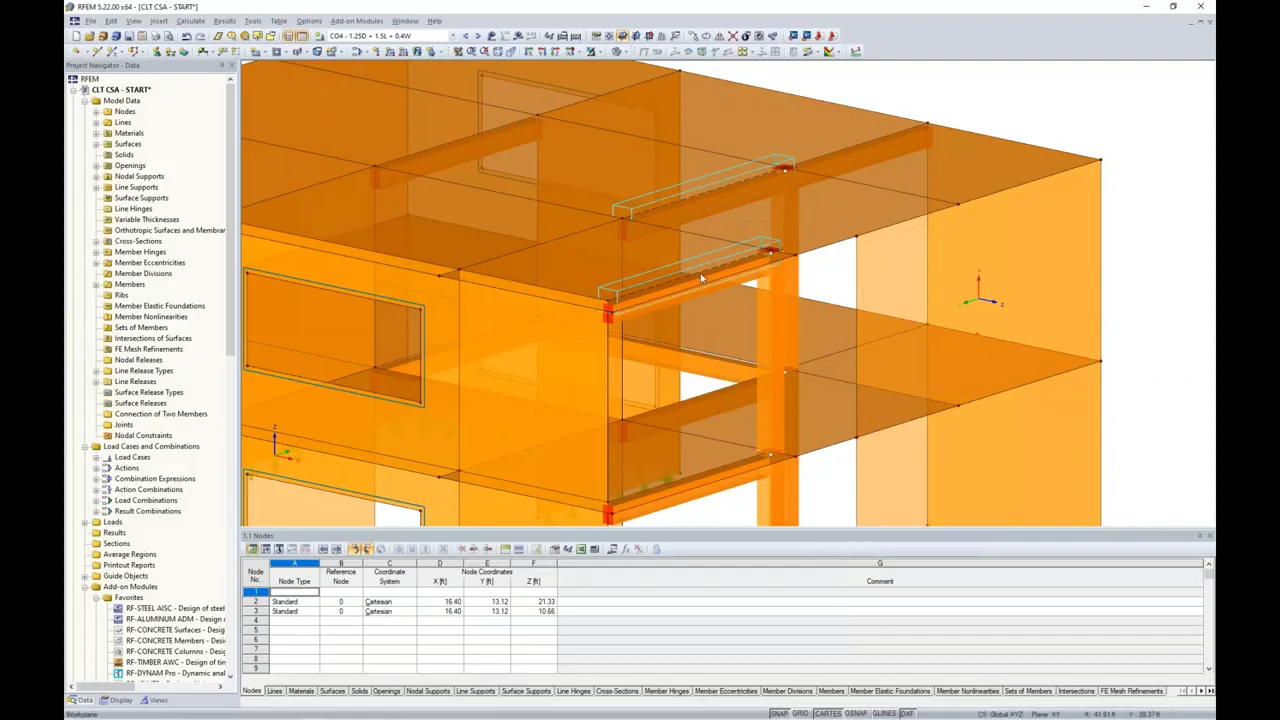 RFEM 5.22.00 x64 - [CLT CSA - START*]
File Edit View Insert Calculate Results Tools Table Options Add-on Modules Window Help
CO4 - 1.25D + 1.5L + 0.4W
Project Navigator - Data
RFEM
CLT CSA - START*
Model Data
Nodes
Lines
Materials
Surfaces
Solids
Openings
Nodal Supports
Line Supports
Surface Supports
Line Hinges
Variable Thicknesses
Orthotropic Surfaces and Membran
Cross-Sections
Member Hinges
Member Eccentricities
Member Divisions
Members
Ribs
Member Elastic Foundations
Member Nonlinearities
Sets of Members
Intersections of Surfaces
FE Mesh Refinements
Nodal Releases
Line Release Types
Line Releases
Surface Release Types
Surface Releases
Connection of Two Members
Joints
Nodal Constraints
Load Cases and Combinations
Load Cases
Actions
Combination Expressions
Action Combinations
Load Combinations
Result Combinations
Loads
Results
Sections
Average Regions
Printout Reports
Guide Objects
Add-on Modules
Favorites
RF-STEEL AISC - Design of steel
RF-ALUMINUM ADM - Design o
RF-CONCRETE Surfaces - Design
RF-CONCRETE Members - Design
RF-CONCRETE Columns - Design
RF-TIMBER AWC - Design of tim
RF-DYNAM Pro - Dynamic anal
Data Display Views
1.1 Nodes
A B C D E F G
Node No. Node Type Reference Node Coordinate System Node Coordinates X [ft] Y [ft] Z [ft] Comment
1
2 Standard 0 Cartesian 16.40 13.12 21.33
3 Standard 0 Cartesian 16.40 13.12 10.66
4
5
6
7
8
9
Nodes Lines Materials Surfaces Solids Openings Nodal Supports Line Supports Surface Supports Line Hinges Cross-Sections Member Hinges Member Eccentricities Member Divisions Members Member Elastic Foundations Member Nonlinearities Sets of Members Intersections FE Mesh Refinements
Workplane SNAP GRID CARTES OSNAP GLINES DXF CS: Global XYZ Plane: XY